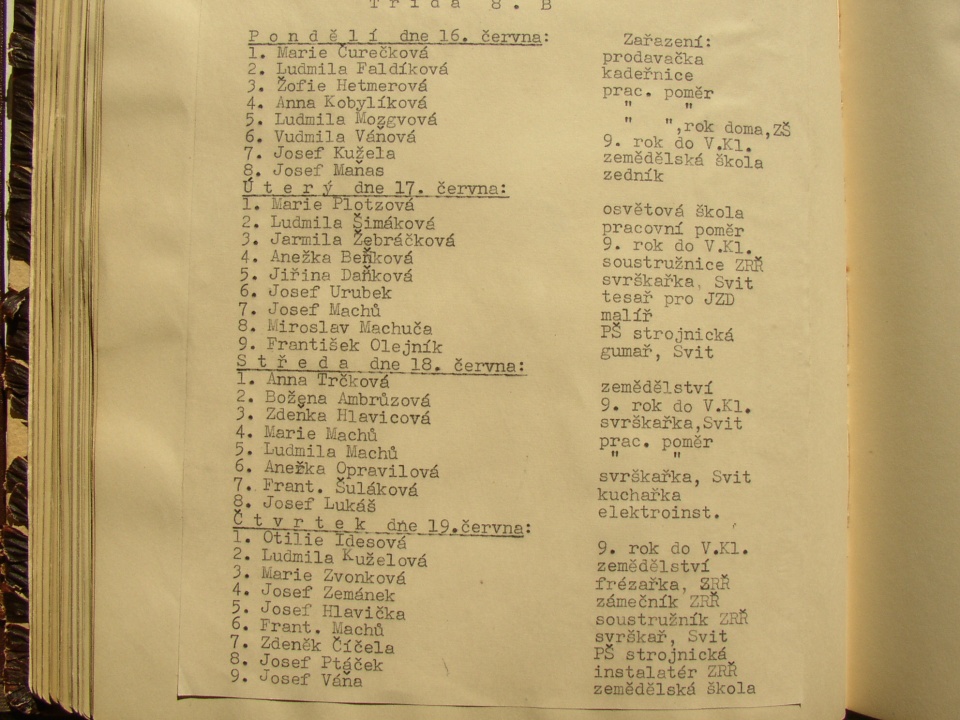 Třída 8. B
Pondělí dne 16. června: Zařazení:
1. Marie Čurečková prodavačka
2. Ludmila Faldíková kadeřnice
3. Žofie Hetmerová prac. poměr
4. Anna Kobylíková " "
5. Ludmila Mozgvová " ",rok doma,ZŠ
6. Vudmila Váňová 9. rok do V.Kl.
7. Josef Kužela zemědělská škola
8. Josef Maňas zedník
Úterý dne 17. června:
1. Marie Plotzová osvětová škola
2. Ludmila Šimáková pracovní poměr
3. Jarmila Žebráčková 9. rok do V.Kl.
4. Anežka Beňková soustružnice ZRŘ
5. Jiřina Daňková svrškařka, Svit
6. Josef Urubek tesař pro JZD
7. Josef Machů malíř
8. Miroslav Machuča PŠ strojnická
9. František Olejník gumař, Svit
Středa dne 18. června:
1. Anna Trčková zemědělství
2. Božena Ambrůzová 9. rok do V.Kl.
3. Zdeňka Hlavicová svrškařka,Svit
4. Marie Machů prac. poměr
5. Ludmila Machů " "
6. Aneřka Opravilová svrškařka, Svit
7. Frant. Šuláková kuchařka
8. Josef Lukáš elektroinst.
Čtvrtek dne 19.června:
1. Otilie Idesová 9. rok do V.Kl.
2. Ludmila Kuželová zemědělství
3. Marie Zvonková frézařka, ZRŘ
4. Josef Zemánek zámečník ZRŘ
5. Josef Hlavička soustružník ZRŘ
6. Frant. Machů svrškař, Svit
7. Zdeněk Číčela PŠ strojnická
8. Josef Ptáček instalatér ZRŘ
9. Josef Váňa zemědělská škola